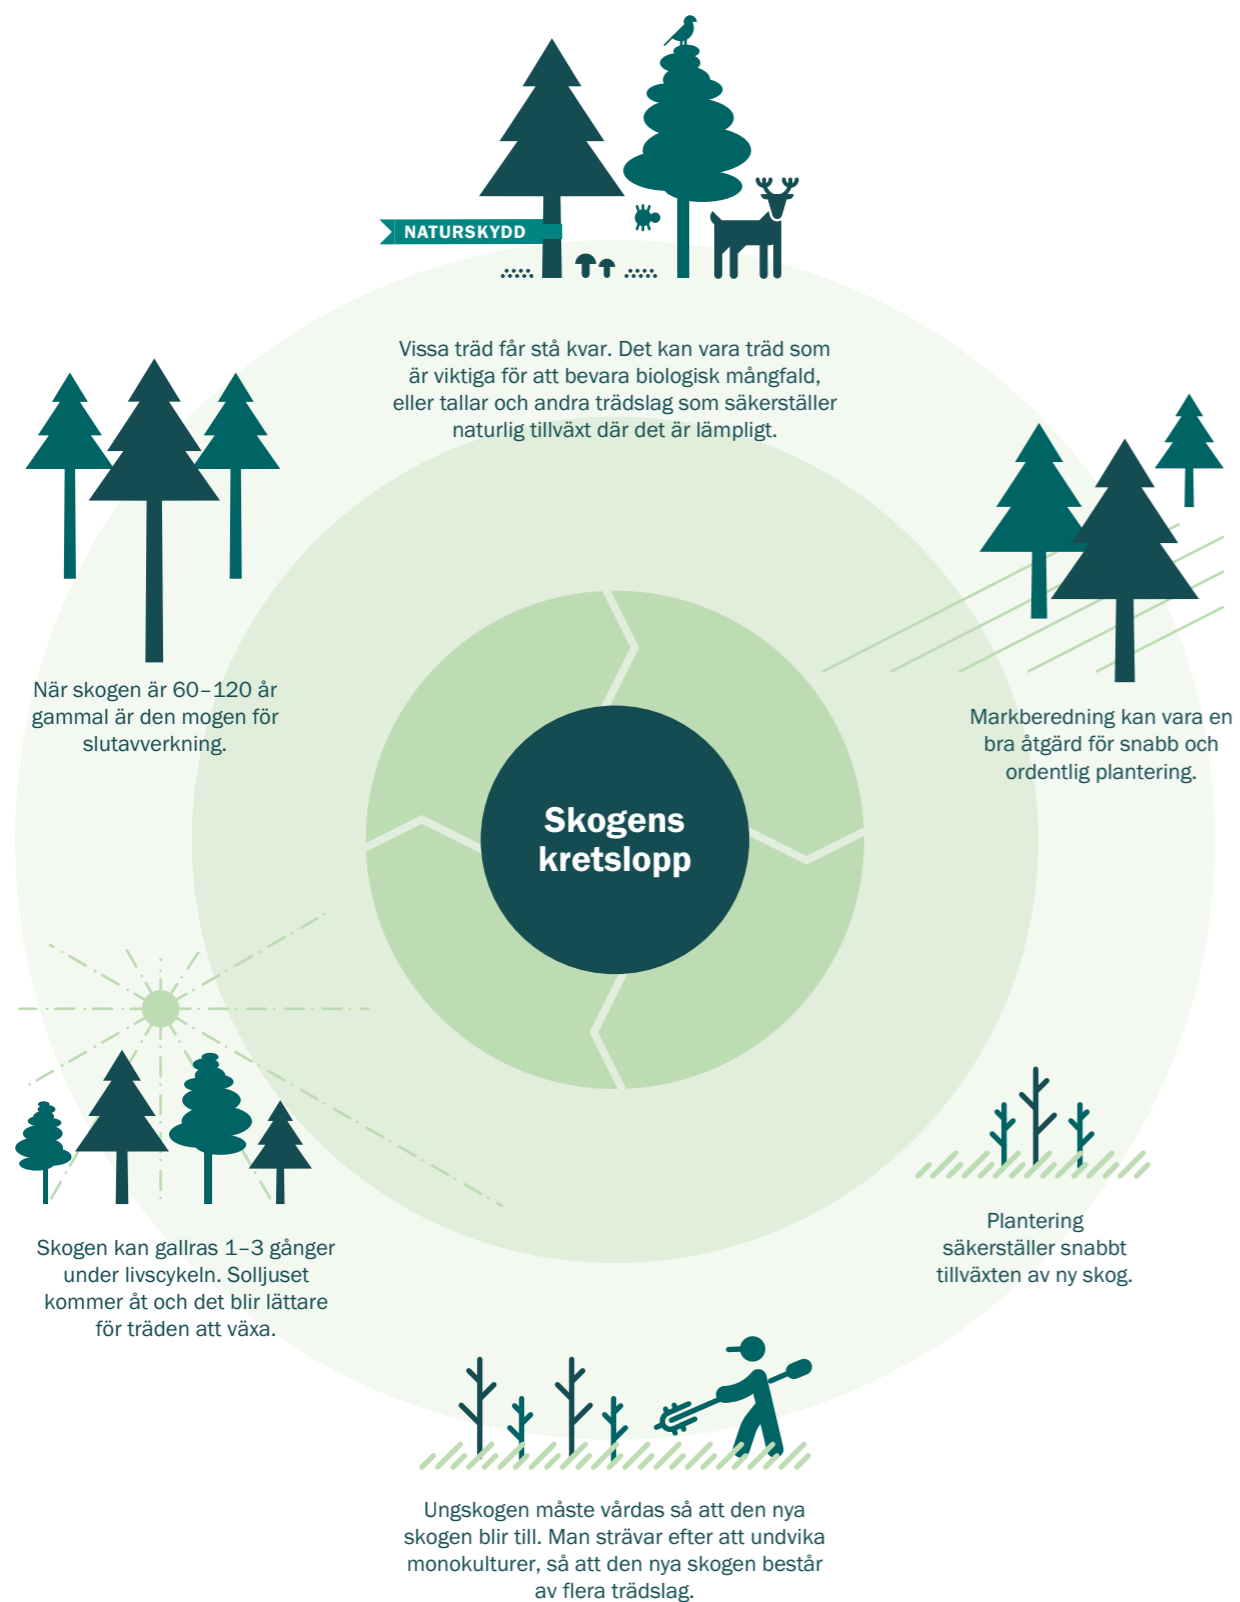 NATURSKYDD
Vissa träd får stå kvar. Det kan vara träd som
är viktiga för att bevara biologisk mångfald,
eller tallar och andra trädslag som säkerställer
naturlig tillväxt där det är lämpligt.
Markberedning kan vara en
bra åtgärd för snabb och
ordentlig plantering.
Plantering
säkerställer snabbt
tillväxten av ny skog.
Ungskogen måste vårdas så att den nya
skogen blir till. Man strävar efter att undvika
monokulturer, så att den nya skogen består
av flera trädslag.
Skogen kan gallras 1–3 gånger
under livscykeln. Solljuset
kommer åt och det blir lättare
för träden att växa.
När skogen är 60–120 år
gammal är den mogen för
slutavverkning.
Skogens
kretslopp